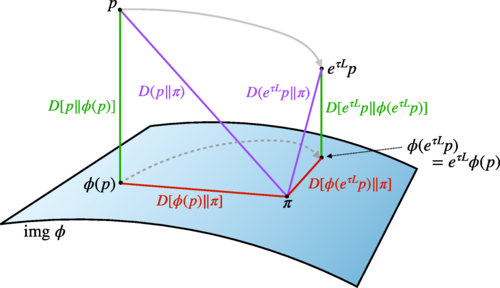 p
e^{τL}p
D(p‖π)
D(e^{τL}p‖π)
D[p‖ϕ(p)]
D[e^{τL}p‖ϕ(e^{τL}p)]
ϕ(e^{τL}p)
= e^{τL}ϕ(p)
ϕ(p)
D[ϕ(e^{τL}p)‖π]
D[ϕ(p)‖π]
π
img ϕ